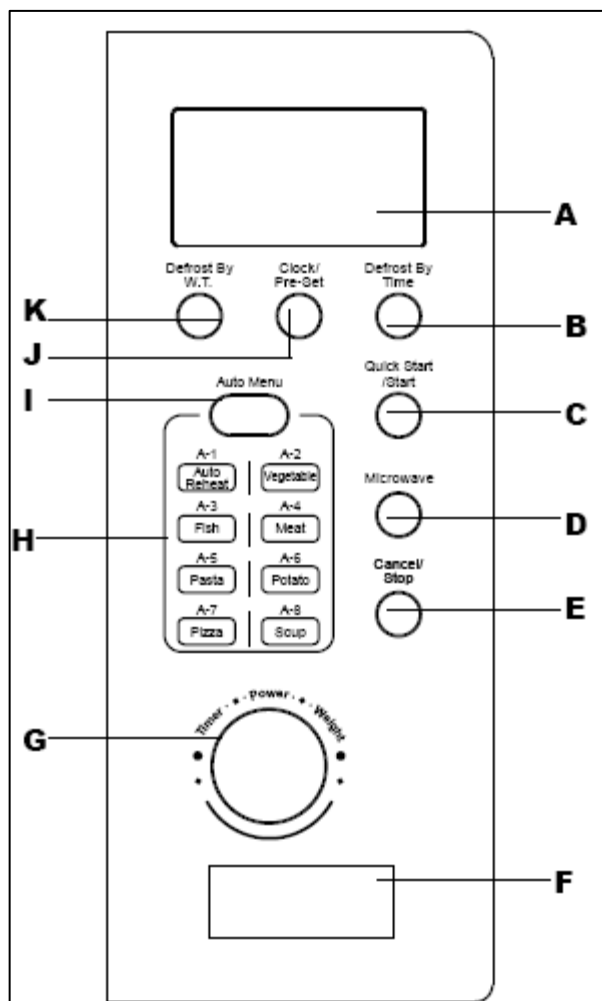 A
Defrost By
W.T.
Clock/
Pre-Set
Defrost By
Time
K
J
B
I
Auto Menu
Quick Start
/Start
C
A-1
Auto
Reheat
A-2
Vegetable
Microwave
H
A-3
Fish
A-4
Meat
D
A-5
Pasta
A-6
Potato
Cancel/
Stop
E
A-7
Pizza
A-8
Soup
G
Timer Power Weight
F